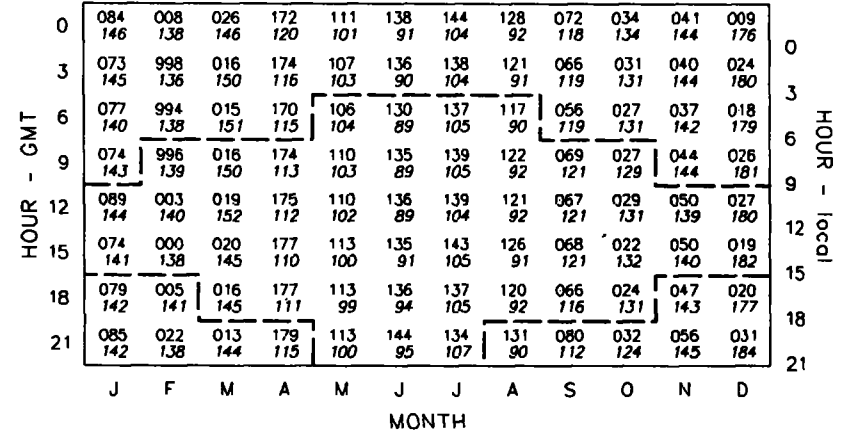 0 084 008 026 172 111 138 144 128 072 034 041 009
146 138 146 120 101 91 104 92 118 134 144 176
0
3 073 998 016 174 107 136 138 121 066 031 040 024
145 136 150 116 103 90 104 91 119 131 144 180
3
6 077 994 015 170 106 130 137 117 056 027 037 018
140 138 151 115 104 89 105 90 119 131 142 179
6
9 074 996 016 174 110 135 139 122 069 027 044 026
143 139 150 113 103 89 105 92 121 129 144 181
9
12 089 003 019 175 110 136 139 121 067 029 050 027
144 140 152 112 102 89 104 92 121 131 139 180
12
15 074 000 020 177 113 135 143 126 068 022 050 019
141 138 145 110 100 91 105 91 121 132 140 182
15
18 079 005 016 177 113 136 137 120 066 024 047 020
142 141 145 111 99 94 105 92 116 131 143 177
18
21 085 022 013 179 113 144 134 131 080 032 056 031
142 138 144 115 100 95 107 90 112 124 145 184
21
HOUR - GMT
HOUR - local
J F M A M J J A S O N D
MONTH